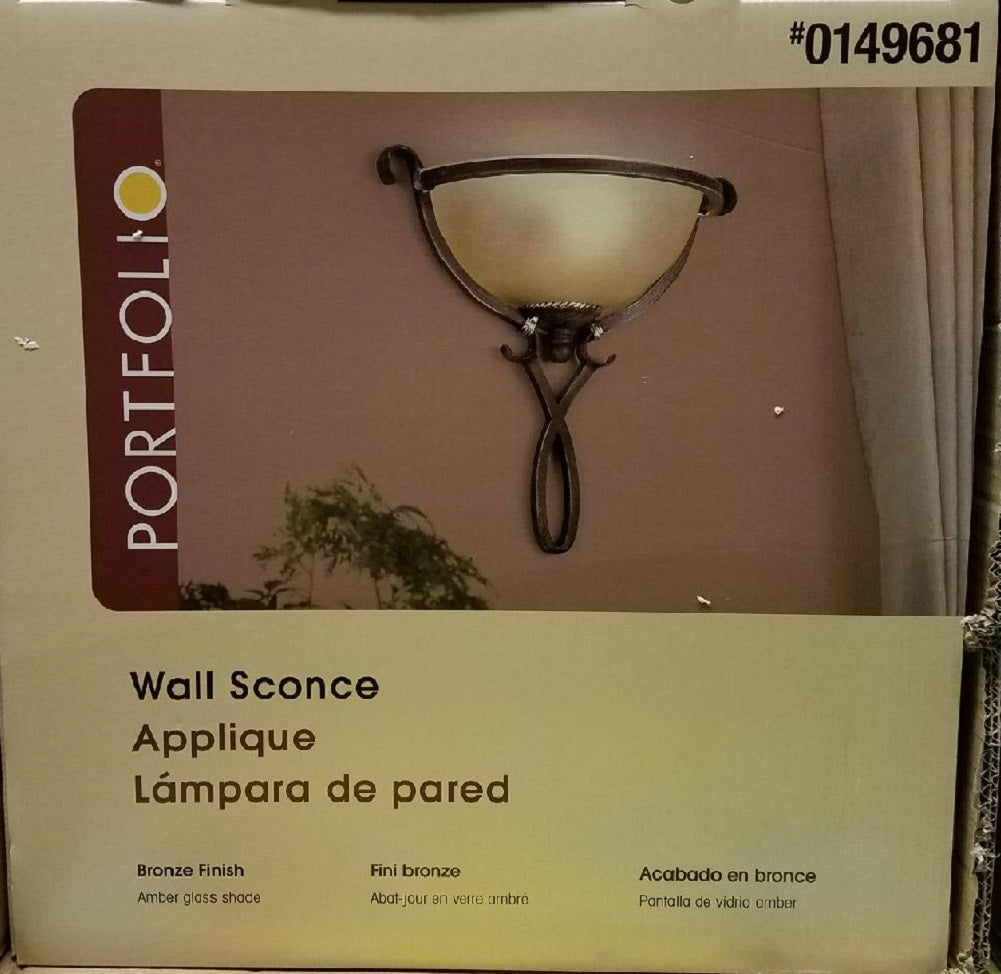 #0149681
PORTFOLIO®
Wall Sconce
Applique
Lámpara de pared
Bronze Finish
Amber glass shade
Fini bronze
Abat-jour en verre ambré
Acabado en bronce
Pantalla de vidrio amber